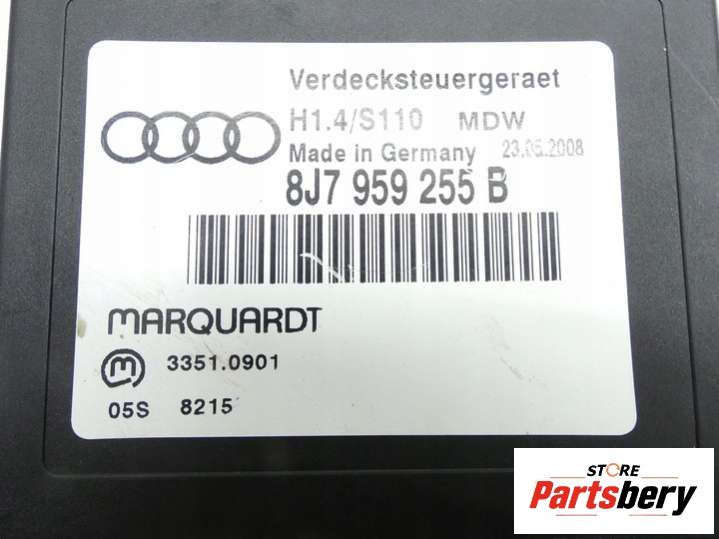 Verdecksteuergeraet
H1.4/S110 MDW
Made in Germany 23.05.2008
8J7 959 255 B
MARQUARDT
m 3351.0901
05S 8215
STORE
Partsbery